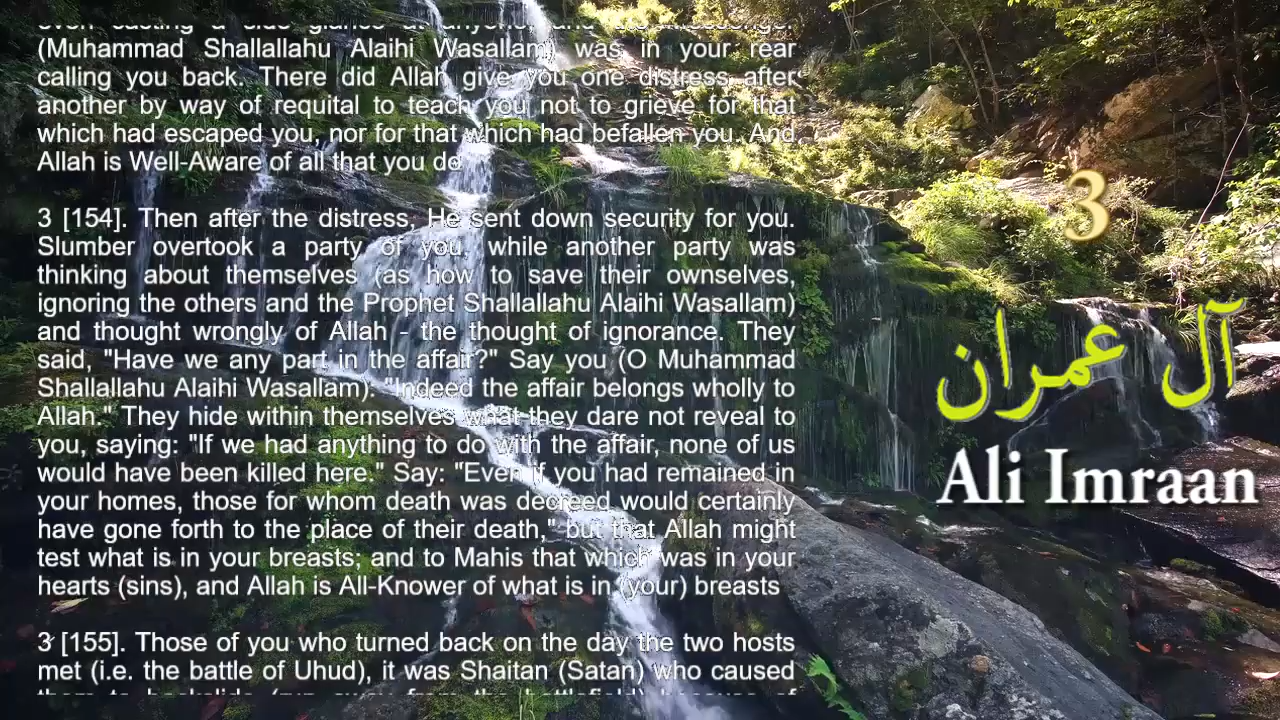 (Muhammad Shallallahu Alaihi Wasallam) was in your rear
calling you back. There did Allah give you one distress after
another by way of requital to teach you not to grieve for that
which had escaped you, nor for that which had befallen you. And
Allah is Well-Aware of all that you do
3 [154]. Then after the distress, He sent down security for you.
Slumber overtook a party of you, while another party was
thinking about themselves (as how to save their ownselves,
ignoring the others and the Prophet Shallallahu Alaihi Wasallam)
and thought wrongly of Allah - the thought of ignorance. They
said, "Have we any part in the affair?" Say you (O Muhammad
Shallallahu Alaihi Wasallam): "Indeed the affair belongs wholly to
Allah." They hide within themselves what they dare not reveal to
you, saying: "If we had anything to do with the affair, none of us
would have been killed here." Say: "Even if you had remained in
your homes, those for whom death was decreed would certainly
have gone forth to the place of their death," but that Allah might
test what is in your breasts; and to Mahis that which was in your
hearts (sins), and Allah is All-Knower of what is in (your) breasts
3 [155]. Those of you who turned back on the day the two hosts
met (i.e. the battle of Uhud), it was Shaitan (Satan) who caused
them to backslide (run away from the battlefield) because of
3
آل عمران
Ali Imraan